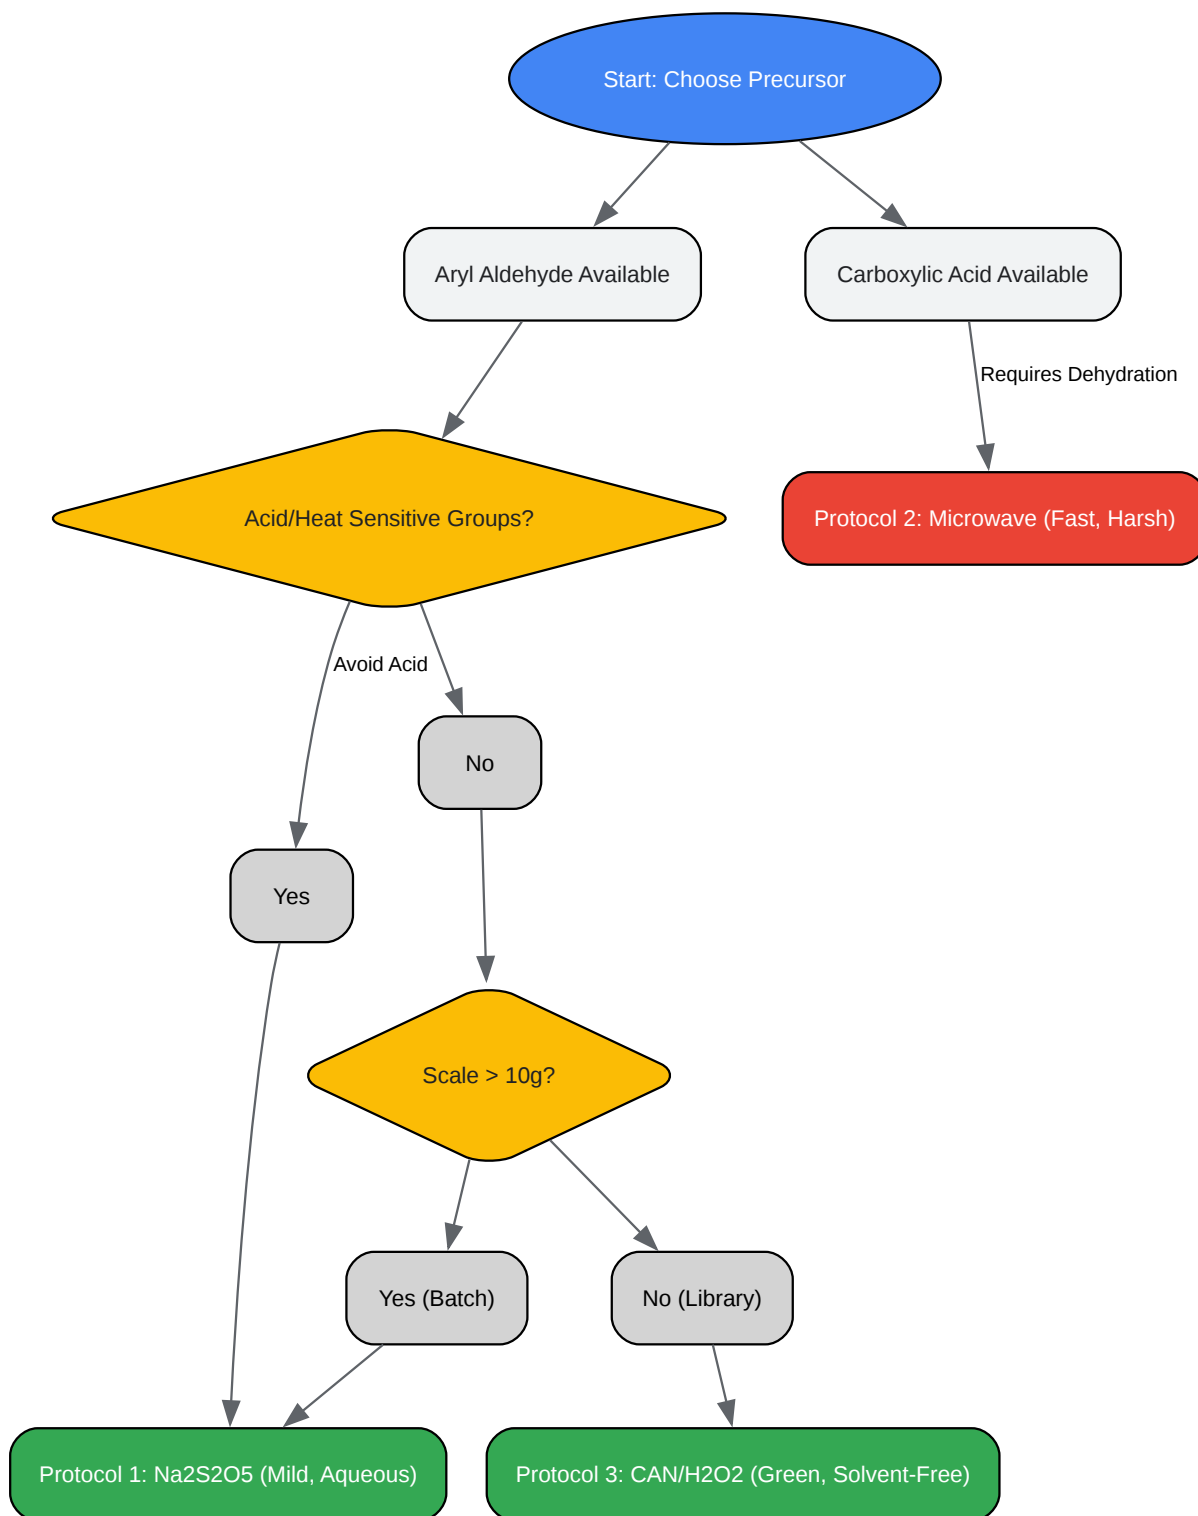 Start: Choose Precursor
Aryl Aldehyde Available
Carboxylic Acid Available
Requires Dehydration
Acid/Heat Sensitive Groups?
Protocol 2: Microwave (Fast, Harsh)
Avoid Acid
No
Yes
Scale > 10g?
Yes (Batch)
No (Library)
Protocol 1: Na2S2O5 (Mild, Aqueous)
Protocol 3: CAN/H2O2 (Green, Solvent-Free)